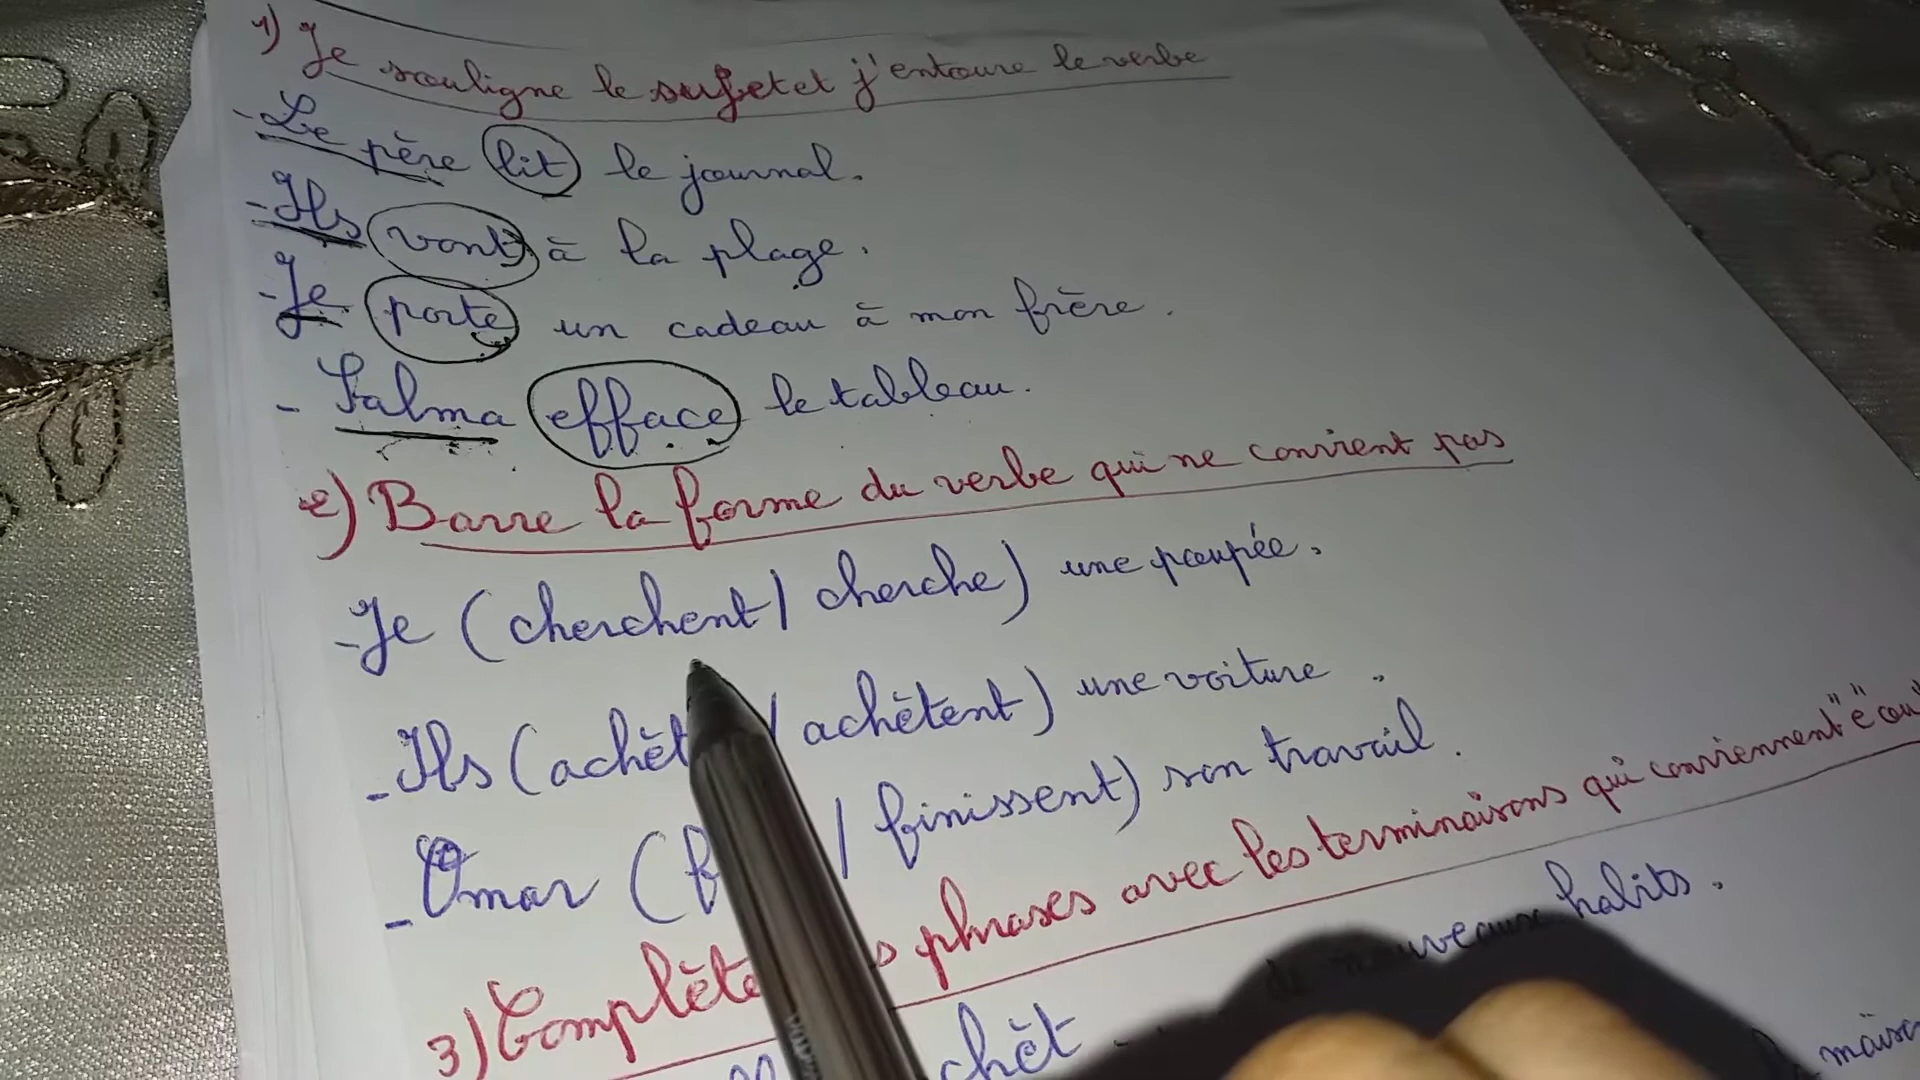 1) Je souligne le sujet et j'entoure le verbe
- Le père lit le journal.
- Ils vont à la plage.
- Je porte un cadeau à mon frère.
- Salma efface le tableau.
2) Barre la forme du verbe qui ne convient pas
- Je (cherchent / cherche) une poupée.
- Ils (achèt / achètent) une voiture.
- Omar (f / finissent) son travail.
3) Complète phrases avec les terminaisons qui conviennent "e" ou
chèt de nouveaux habits.